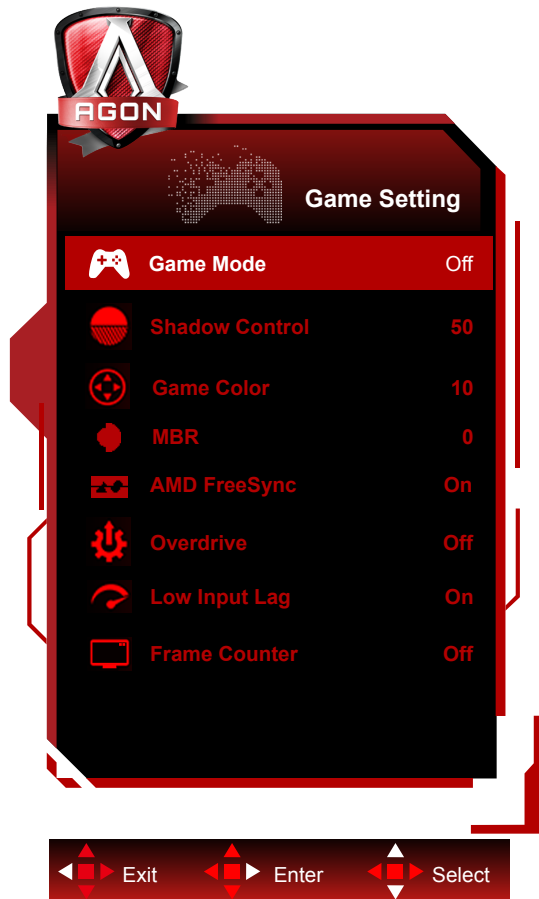 AGON
Game Setting
Game Mode Off
Shadow Control 50
Game Color 10
MBR 0
AMD FreeSync On
Overdrive Off
Low Input Lag On
Frame Counter Off
Exit Enter Select